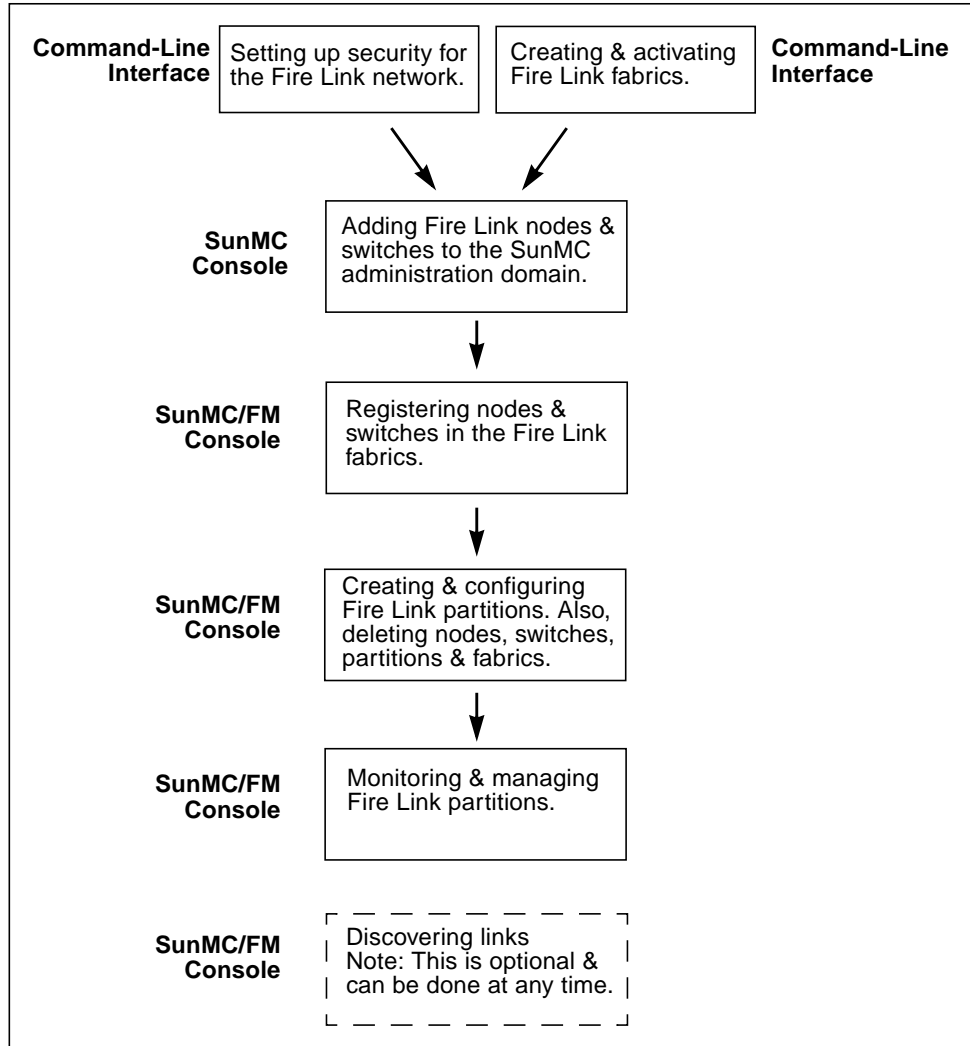 Command-Line
Interface
Setting up security for
the Fire Link network.
Creating & activating
Fire Link fabrics.
Command-Line
Interface
SunMC
Console
Adding Fire Link nodes &
switches to the SunMC
administration domain.
SunMC/FM
Console
Registering nodes &
switches in the Fire Link
fabrics.
SunMC/FM
Console
Creating & configuring
Fire Link partitions. Also,
deleting nodes, switches,
partitions & fabrics.
SunMC/FM
Console
Monitoring & managing
Fire Link partitions.
SunMC/FM
Console
Discovering links
Note: This is optional &
can be done at any time.